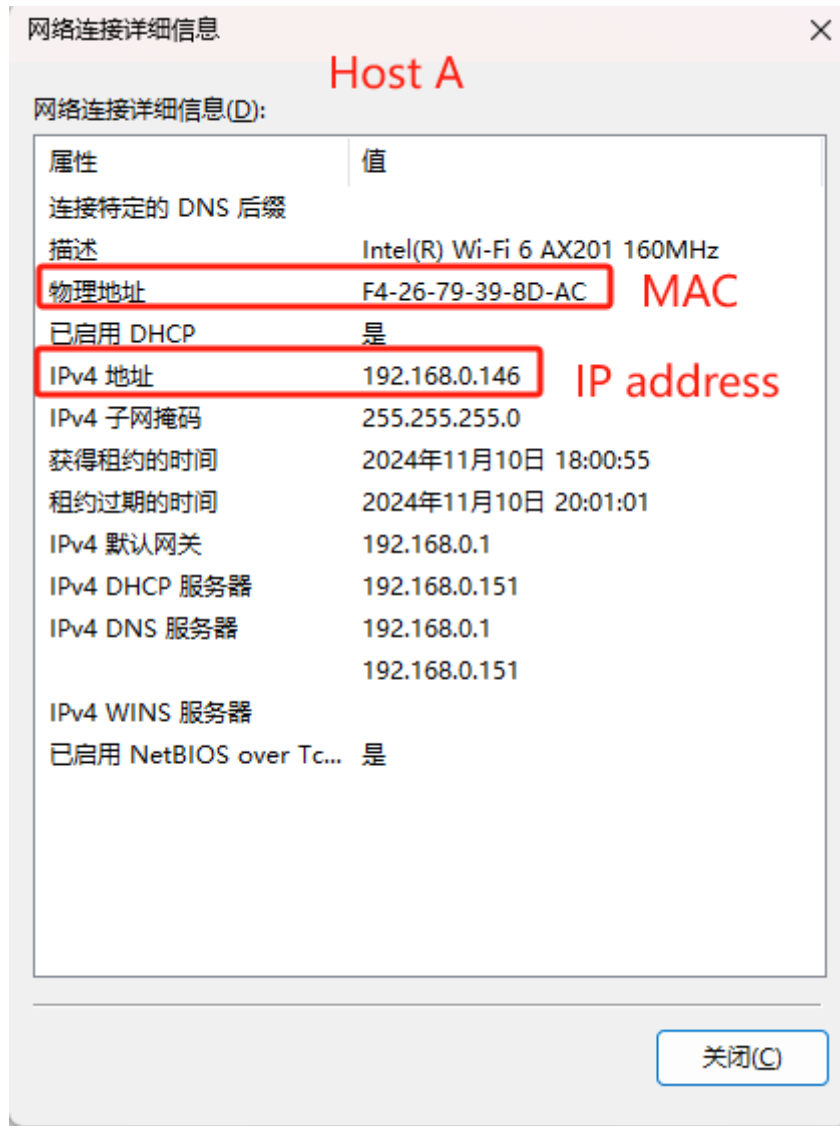 网络连接详细信息
Host A
网络连接详细信息(D):
属性 值
连接特定的 DNS 后缀
描述 Intel(R) Wi-Fi 6 AX201 160MHz
物理地址 F4-26-79-39-8D-AC MAC
已启用 DHCP 是
IPv4 地址 192.168.0.146 IP address
IPv4 子网掩码 255.255.255.0
获得租约的时间 2024年11月10日 18:00:55
租约过期的时间 2024年11月10日 20:01:01
IPv4 默认网关 192.168.0.1
IPv4 DHCP 服务器 192.168.0.151
IPv4 DNS 服务器 192.168.0.1
192.168.0.151
IPv4 WINS 服务器
已启用 NetBIOS over Tc... 是
关闭(C)